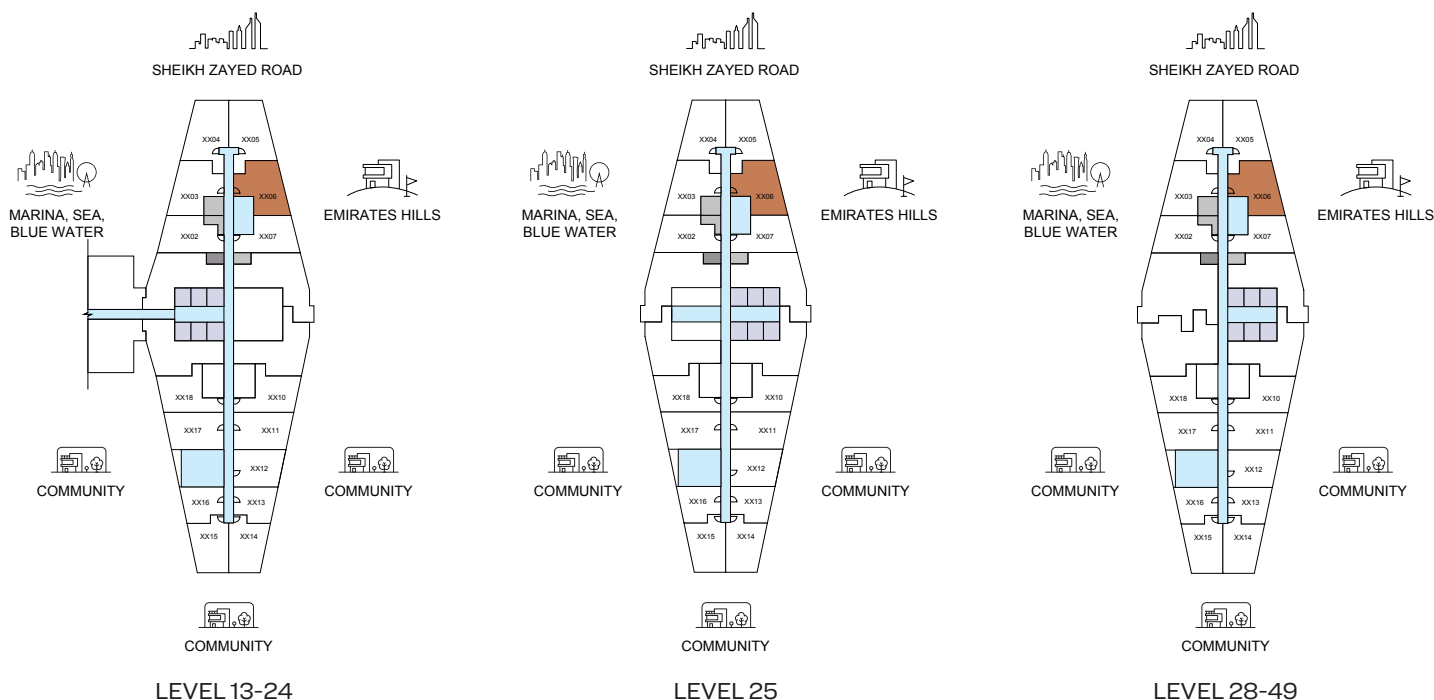 SHEIKH ZAYED ROAD
XX04
XX05
MARINA, SEA,
BLUE WATER
XX03
XX06
EMIRATES HILLS
XX02
XX07
XX18
XX10
XX17
XX11
COMMUNITY
XX12
COMMUNITY
XX16
XX13
XX15
XX14
COMMUNITY
LEVEL 13-24
SHEIKH ZAYED ROAD
XX04
XX05
MARINA, SEA,
BLUE WATER
XX03
XX06
EMIRATES HILLS
XX02
XX07
XX18
XX10
XX17
XX11
COMMUNITY
XX12
COMMUNITY
XX16
XX13
XX15
XX14
COMMUNITY
LEVEL 25
SHEIKH ZAYED ROAD
XX04
XX05
MARINA, SEA,
BLUE WATER
XX03
XX06
EMIRATES HILLS
XX02
XX07
XX18
XX10
XX17
XX11
COMMUNITY
XX12
COMMUNITY
XX16
XX13
XX15
XX14
COMMUNITY
LEVEL 28-49